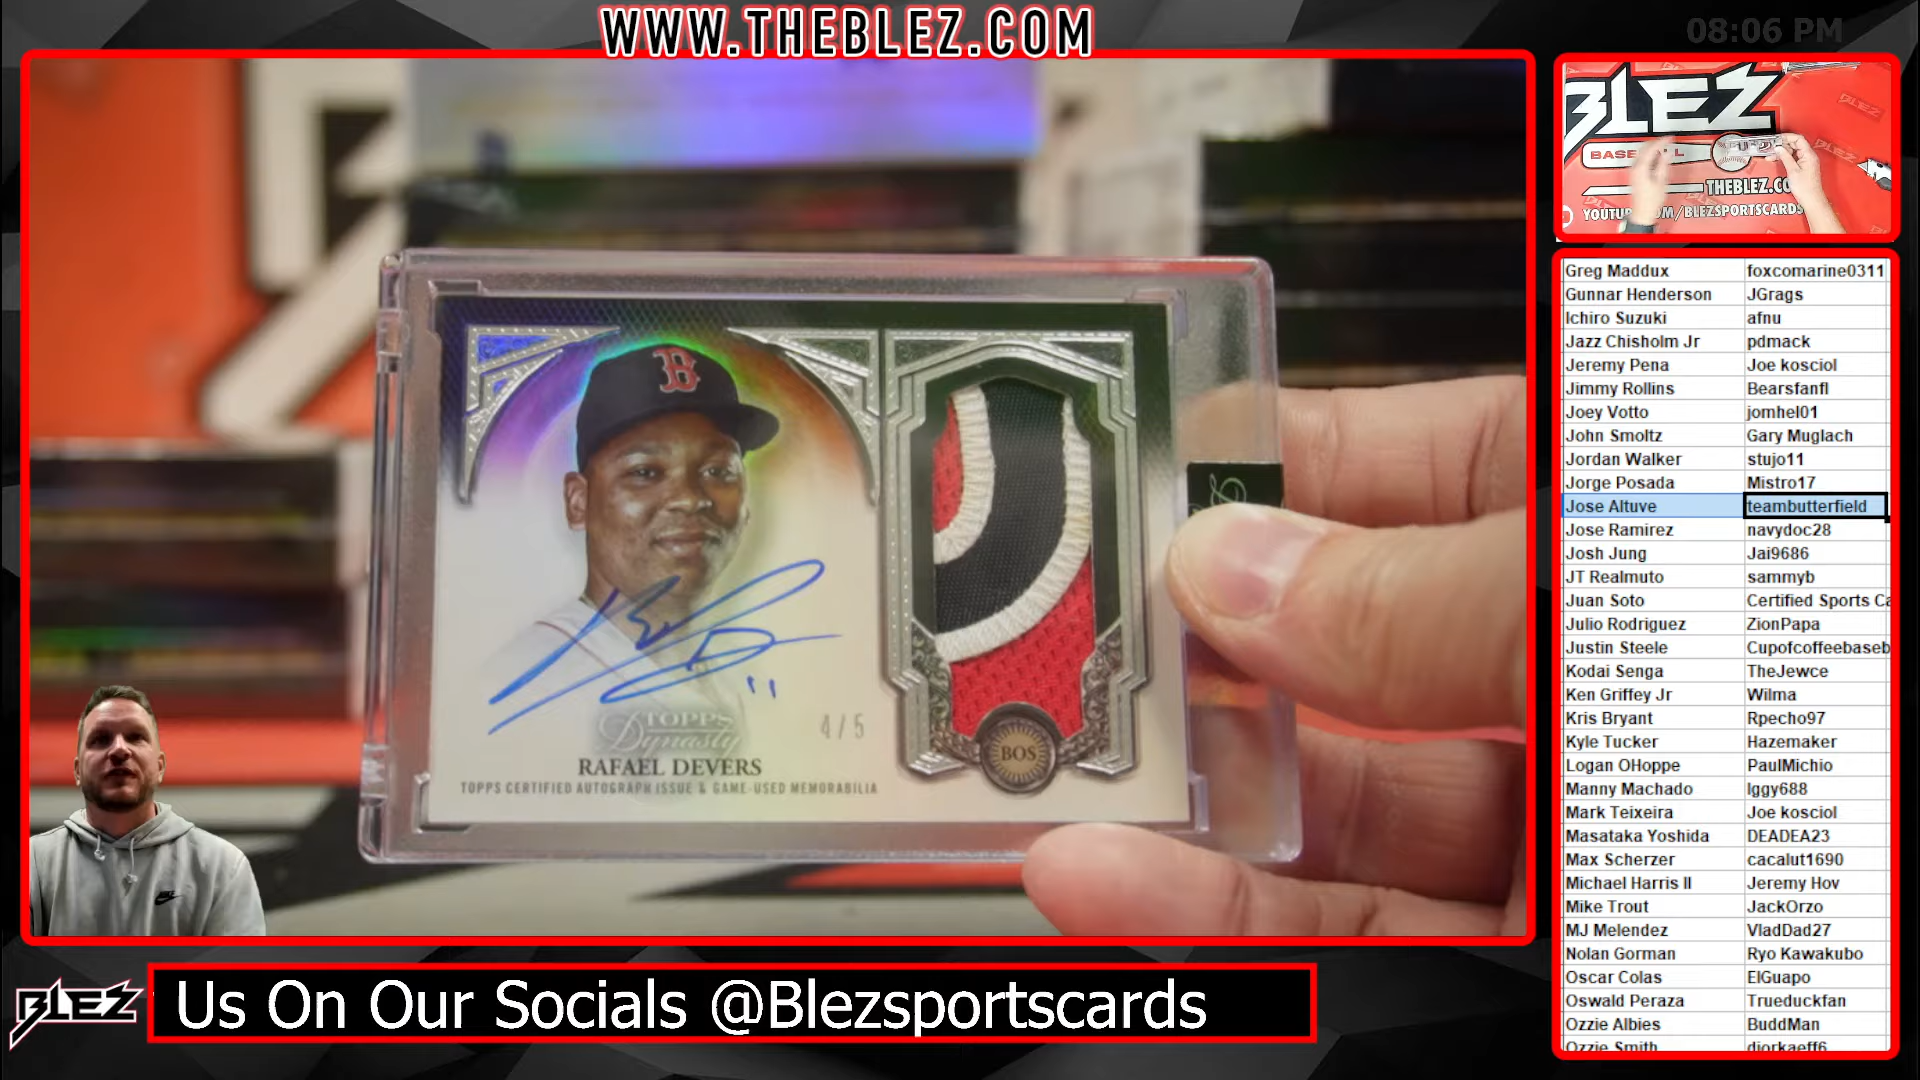 WWW.THEBLEZ.COM
08:06 PM
BLEZ
BASE
THEBLEZ.CO
/BLEZSPORTSCARDS
B
TOPPS
Dynasty
4/5
RAFAEL DEVERS
TOPPS CERTIFIED AUTOGRAPH ISSUE & GAME-USED MEMORABILIA
BOS
11
Greg Maddux foxcomarine0311
Gunnar Henderson JGrags
Ichiro Suzuki afnu
Jazz Chisholm Jr pdmack
Jeremy Pena Joe kosciol
Jimmy Rollins Bearsfanfl
Joey Votto jomhel01
John Smoltz Gary Muglach
Jordan Walker stujo11
Jorge Posada Mistro17
Jose Altuve teambutterfield
Jose Ramirez navydoc28
Josh Jung Jai9686
JT Realmuto sammyb
Juan Soto Certified Sports Ca
Julio Rodriguez ZionPapa
Justin Steele Cupofcoffeebaseb
Kodai Senga TheJewce
Ken Griffey Jr Wilma
Kris Bryant Rpecho97
Kyle Tucker Hazemaker
Logan OHoppe PaulMichio
Manny Machado Iggy688
Mark Teixeira Joe kosciol
Masataka Yoshida DEADEA23
Max Scherzer cacalut1690
Michael Harris II Jeremy Hov
Mike Trout JackOrzo
MJ Melendez VladDad27
Nolan Gorman Ryo Kawakubo
Oscar Colas ElGuapo
Oswald Peraza Trueduckfan
Ozzie Albies BuddMan
Ozzie Smith djorkaeff6
BLEZ
Us On Our Socials @Blezsportscards